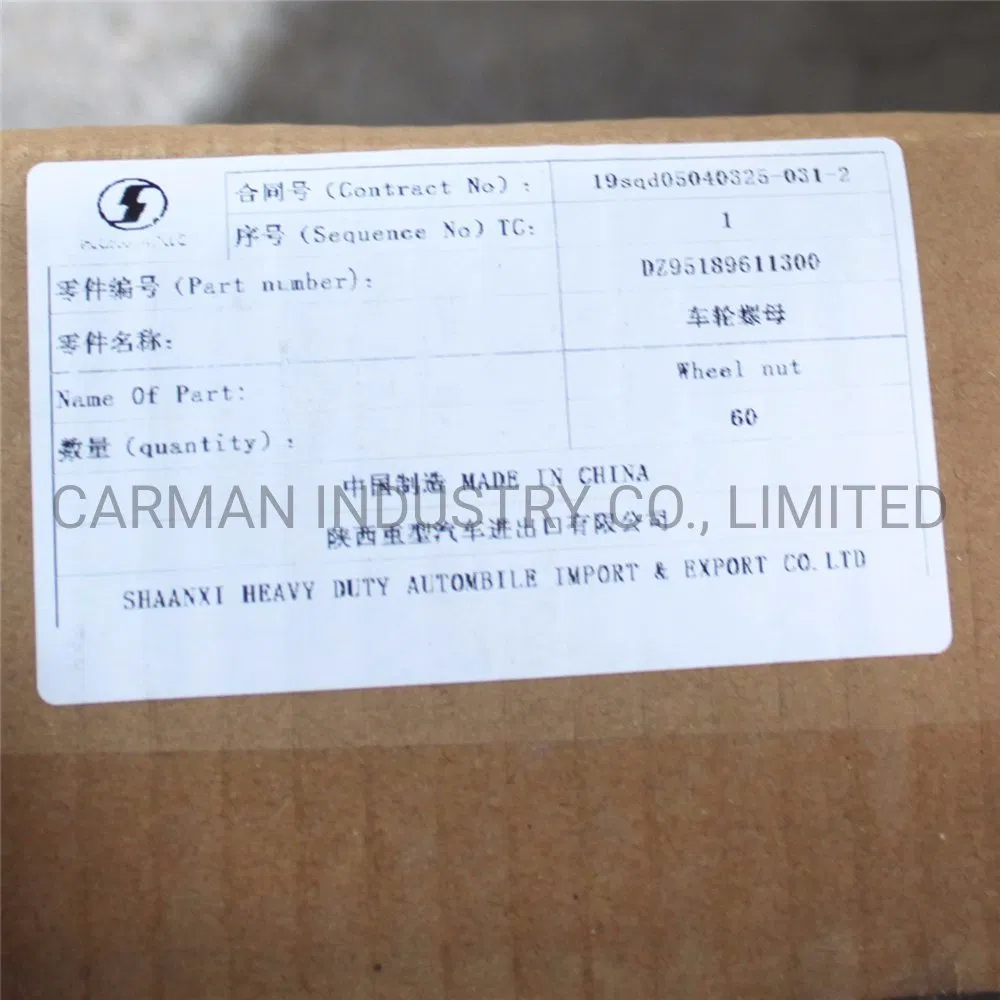 合同号 (Contract No): 19sqd05040325-031-2
序号 (Sequence No) TC: 1
零件编号 (Part number): DZ95189611300
零件名称: 车轮螺母
Name Of Part: Wheel nut
数量 (quantity): 60
中国制造 MADE IN CHINA
CARMAN INDUSTRY CO., LIMITED
陕西重型汽车进出口有限公司
SHAANXI HEAVY DUTY AUTOMBILE IMPORT & EXPORT CO.LTD